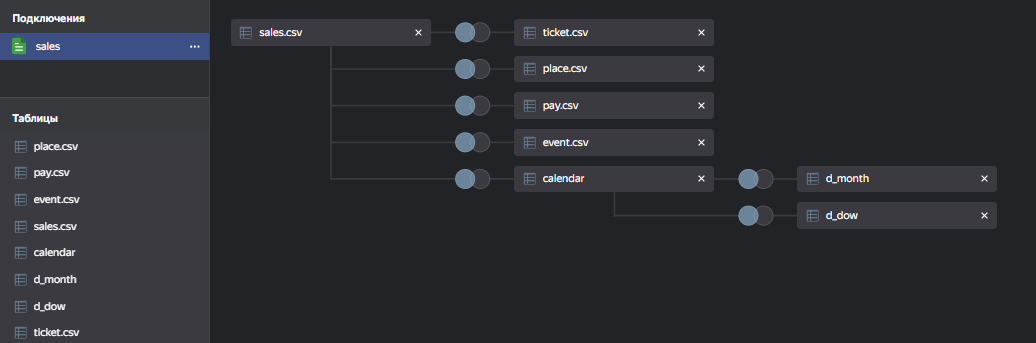 Подключения
sales
Таблицы
place.csv
pay.csv
event.csv
sales.csv
calendar
d_month
d_dow
ticket.csv
sales.csv
ticket.csv
place.csv
pay.csv
event.csv
calendar
d_month
d_dow